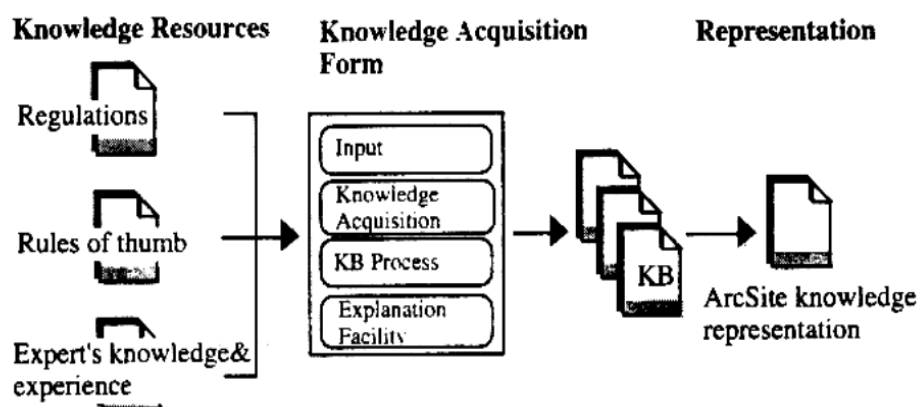 Knowledge Resources
Knowledge Acquisition
Form
Representation
Regulations
Rules of thumb
Expert's knowledge&
experience
Input
Knowledge
Acquisition
KB Process
Explanation
Facility
KB
ArcSite knowledge
representation